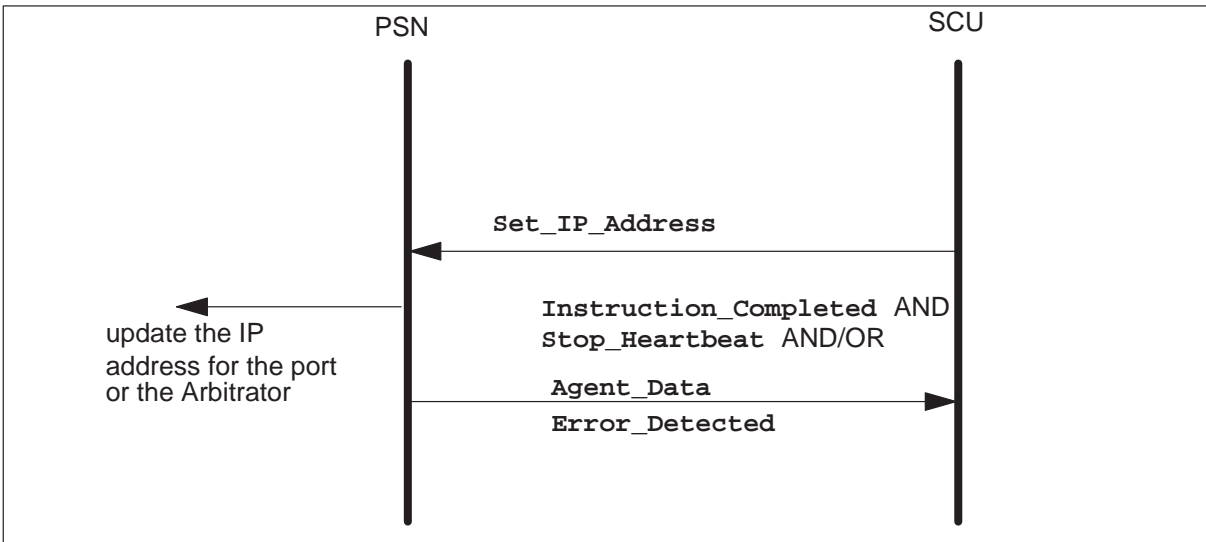 PSN
SCU
Set_IP_Address
Instruction_Completed AND
Stop_Heartbeat AND/OR
update the IP
address for the port
or the Arbitrator
Agent_Data
Error_Detected